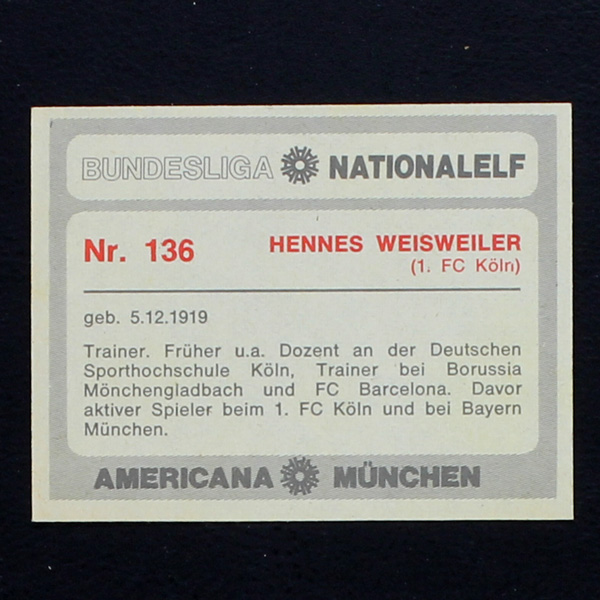 BUNDESLIGA NATIONALELF
Nr. 136 HENNES WEISWEILER
(1. FC Köln)
geb. 5.12.1919
Trainer. Früher u.a. Dozent an der Deutschen
Sporthochschule Köln, Trainer bei Borussia
Mönchengladbach und FC Barcelona. Davor
aktiver Spieler beim 1. FC Köln und bei Bayern
München.
AMERICANA MÜNCHEN